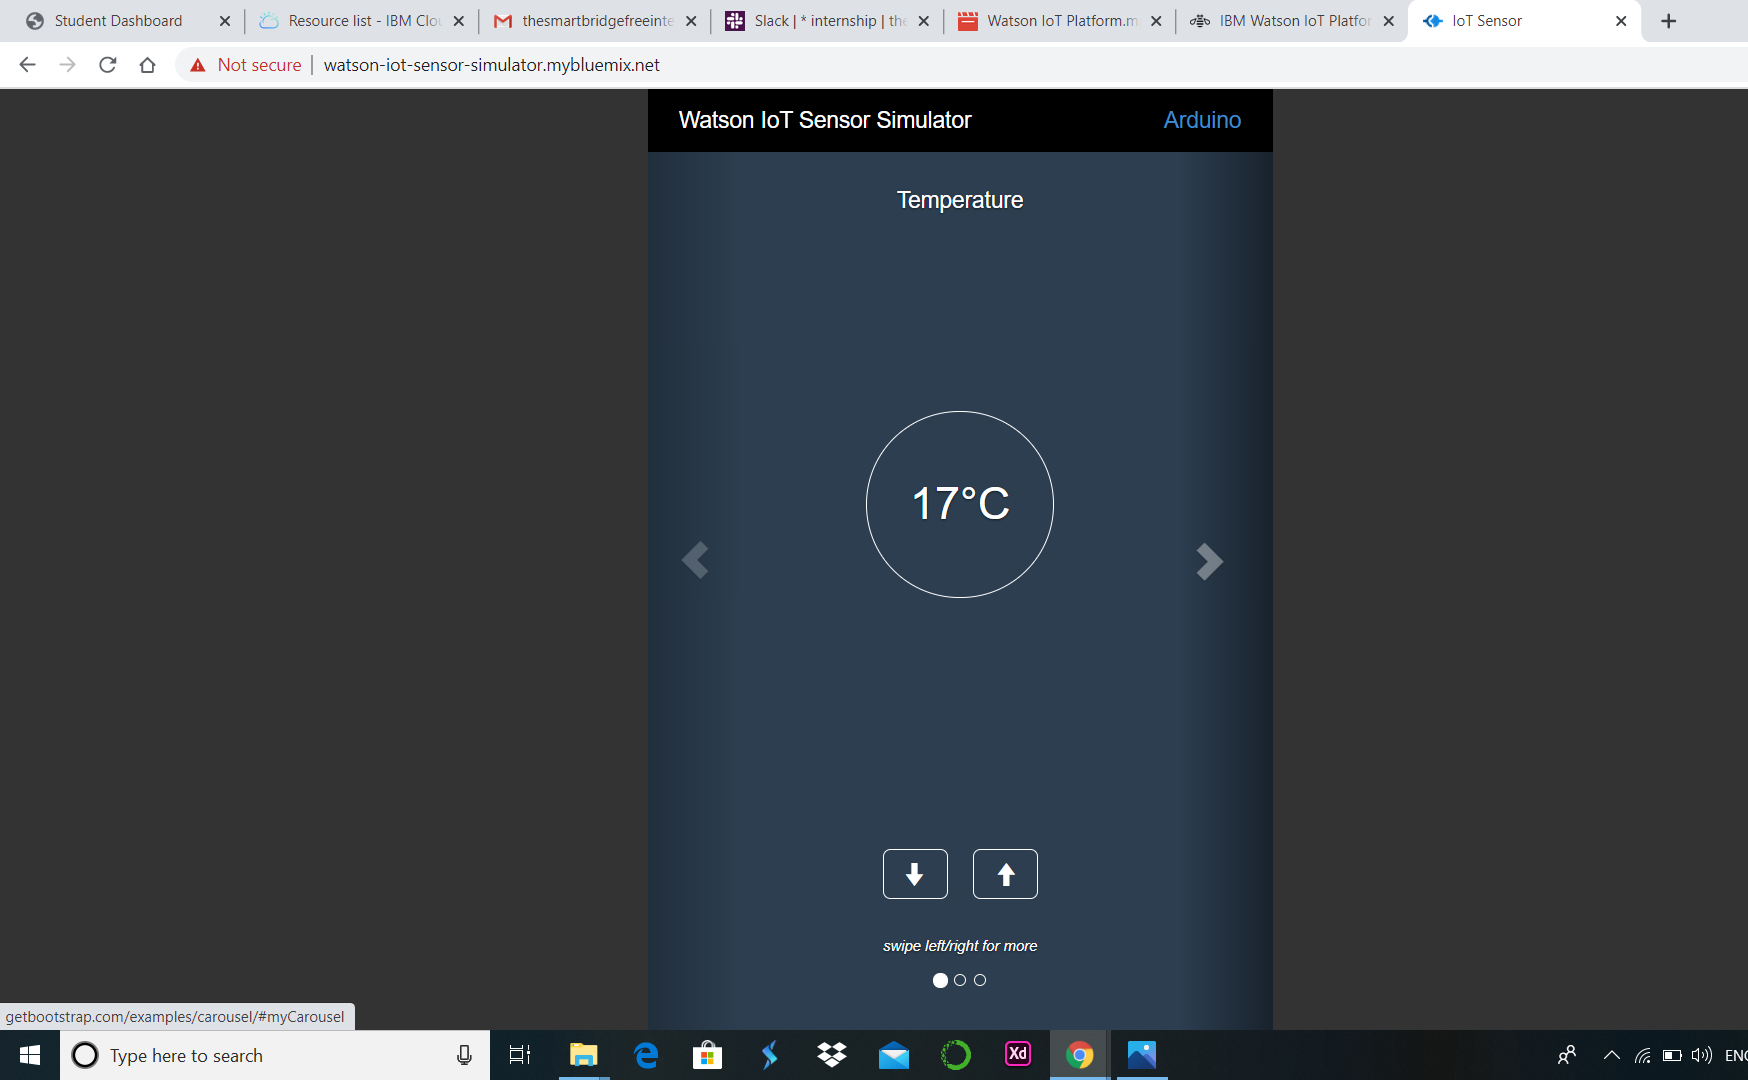 Student Dashboard
Resource list - IBM Clou
thesmartbridgefreeinte
Slack | * internship | the
Watson IoT Platform.m
IBM Watson IoT Platfor
IoT Sensor
Not secure | watson-iot-sensor-simulator.mybluemix.net
Watson IoT Sensor Simulator
Arduino
Temperature
17°C
swipe left/right for more
getbootstrap.com/examples/carousel/#myCarousel
Type here to search
Xd
ENG